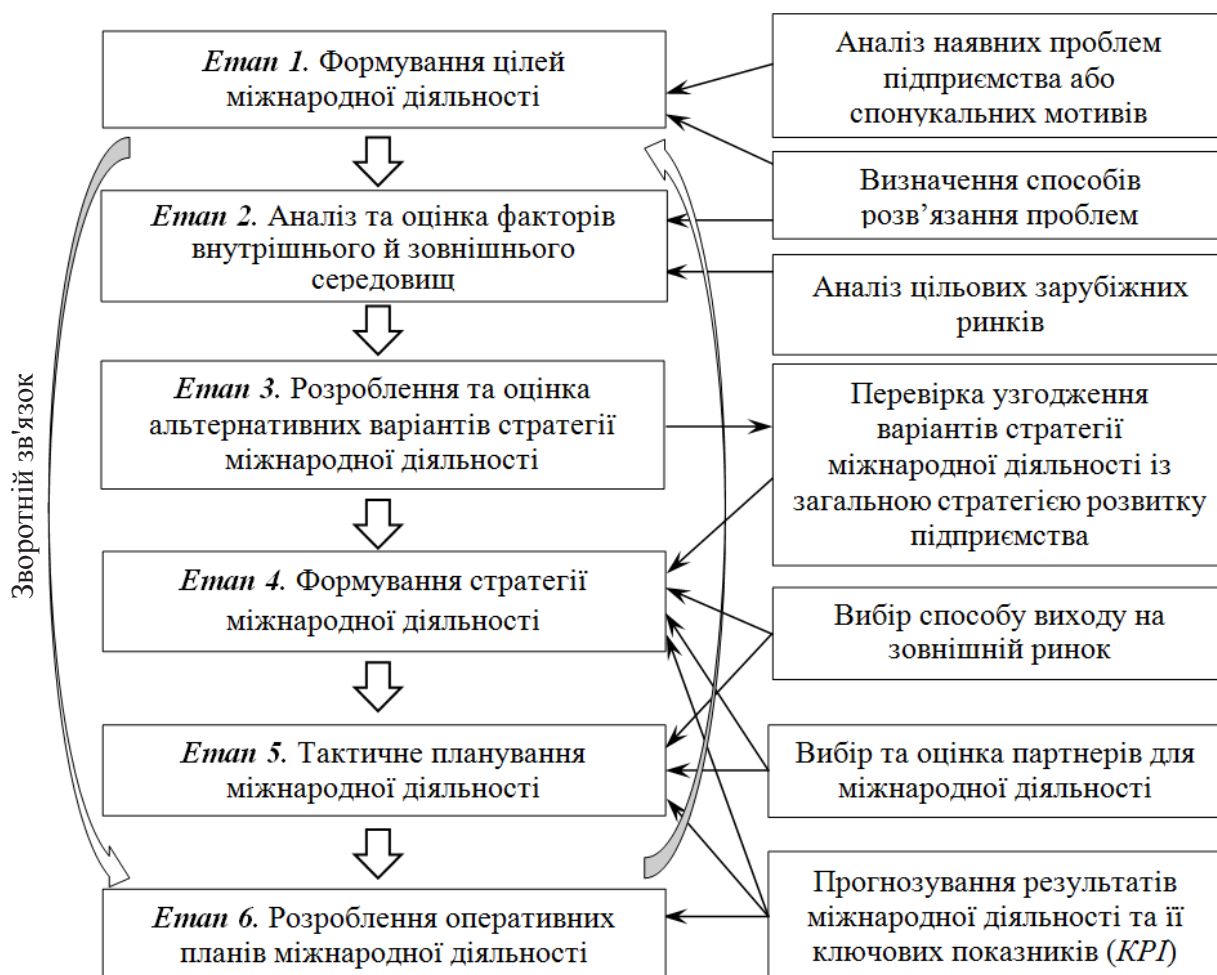 Етап 1. Формування цілей
міжнародної діяльності
Аналіз наявних проблем
підприємства або
спонукальних мотивів
Визначення способів
розв’язання проблем
Етап 2. Аналіз та оцінка факторів
внутрішнього й зовнішнього
середовищ
Аналіз цільових зарубіжних
ринків
Зворотній зв'язок
Етап 3. Розроблення та оцінка
альтернативних варіантів стратегії
міжнародної діяльності
Перевірка узгодження
варіантів стратегії
міжнародної діяльності із
загальною стратегією розвитку
підприємства
Етап 4. Формування стратегії
міжнародної діяльності
Вибір способу виходу на
зовнішній ринок
Етап 5. Тактичне планування
міжнародної діяльності
Вибір та оцінка партнерів для
міжнародної діяльності
Етап 6. Розроблення оперативних
планів міжнародної діяльності
Прогнозування результатів
міжнародної діяльності та її
ключових показників (KPI)